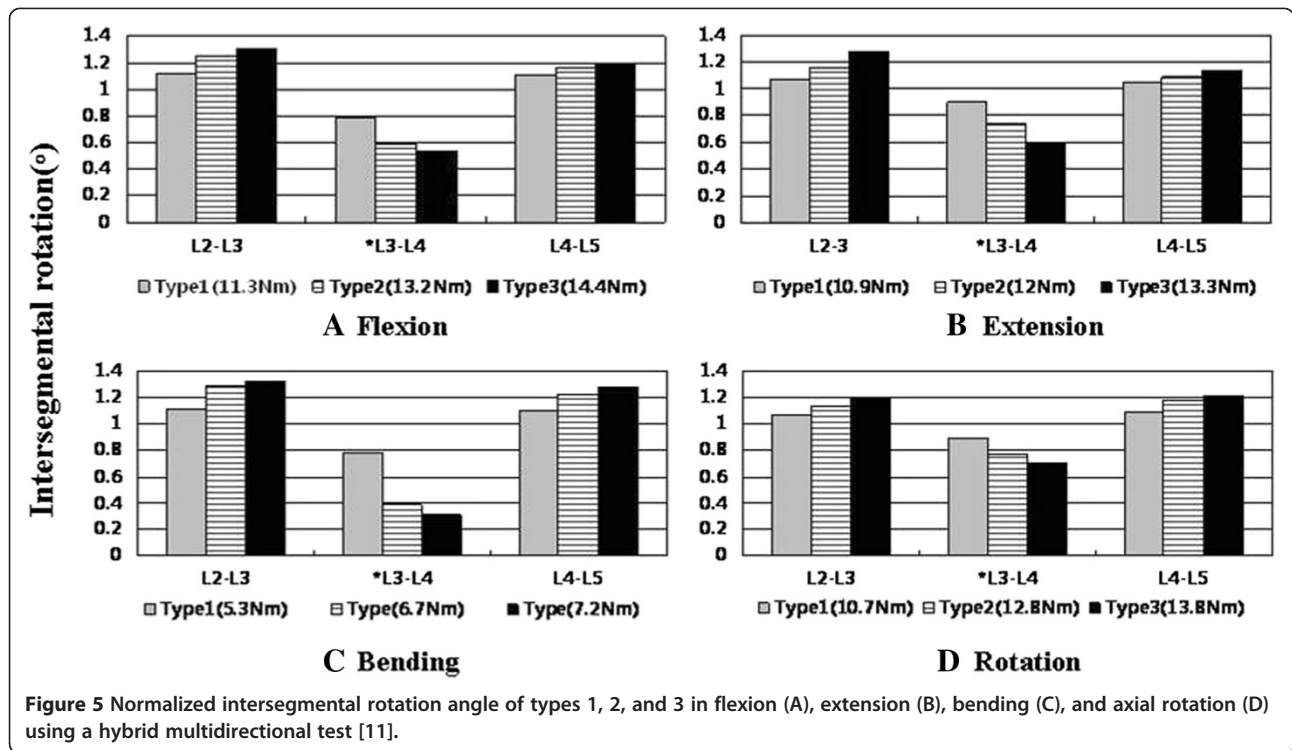 Intersegmental rotation(º)
1.4
1.2
1
0.8
0.6
0.4
0.2
0
L2-L3 *L3-L4 L4-L5
Type1(11.3Nm) Type2(13.2Nm) Type3(14.4Nm)
A Flexion
1.4
1.2
1
0.8
0.6
0.4
0.2
0
L2-3 *L3-L4 L4-L5
Type1(10.9Nm) Type2(12Nm) Type3(13.3Nm)
B Extension
1.4
1.2
1
0.8
0.6
0.4
0.2
0
L2-L3 *L3-L4 L4-L5
Type1(5.3Nm) Type(6.7Nm) Type(7.2Nm)
C Bending
1.4
1.2
1
0.8
0.6
0.4
0.2
0
L2-L3 *L3-L4 L4-L5
Type1(10.7Nm) Type2(12.8Nm) Type3(13.8Nm)
D Rotation
Figure 5 Normalized intersegmental rotation angle of types 1, 2, and 3 in flexion (A), extension (B), bending (C), and axial rotation (D)
using a hybrid multidirectional test [11].